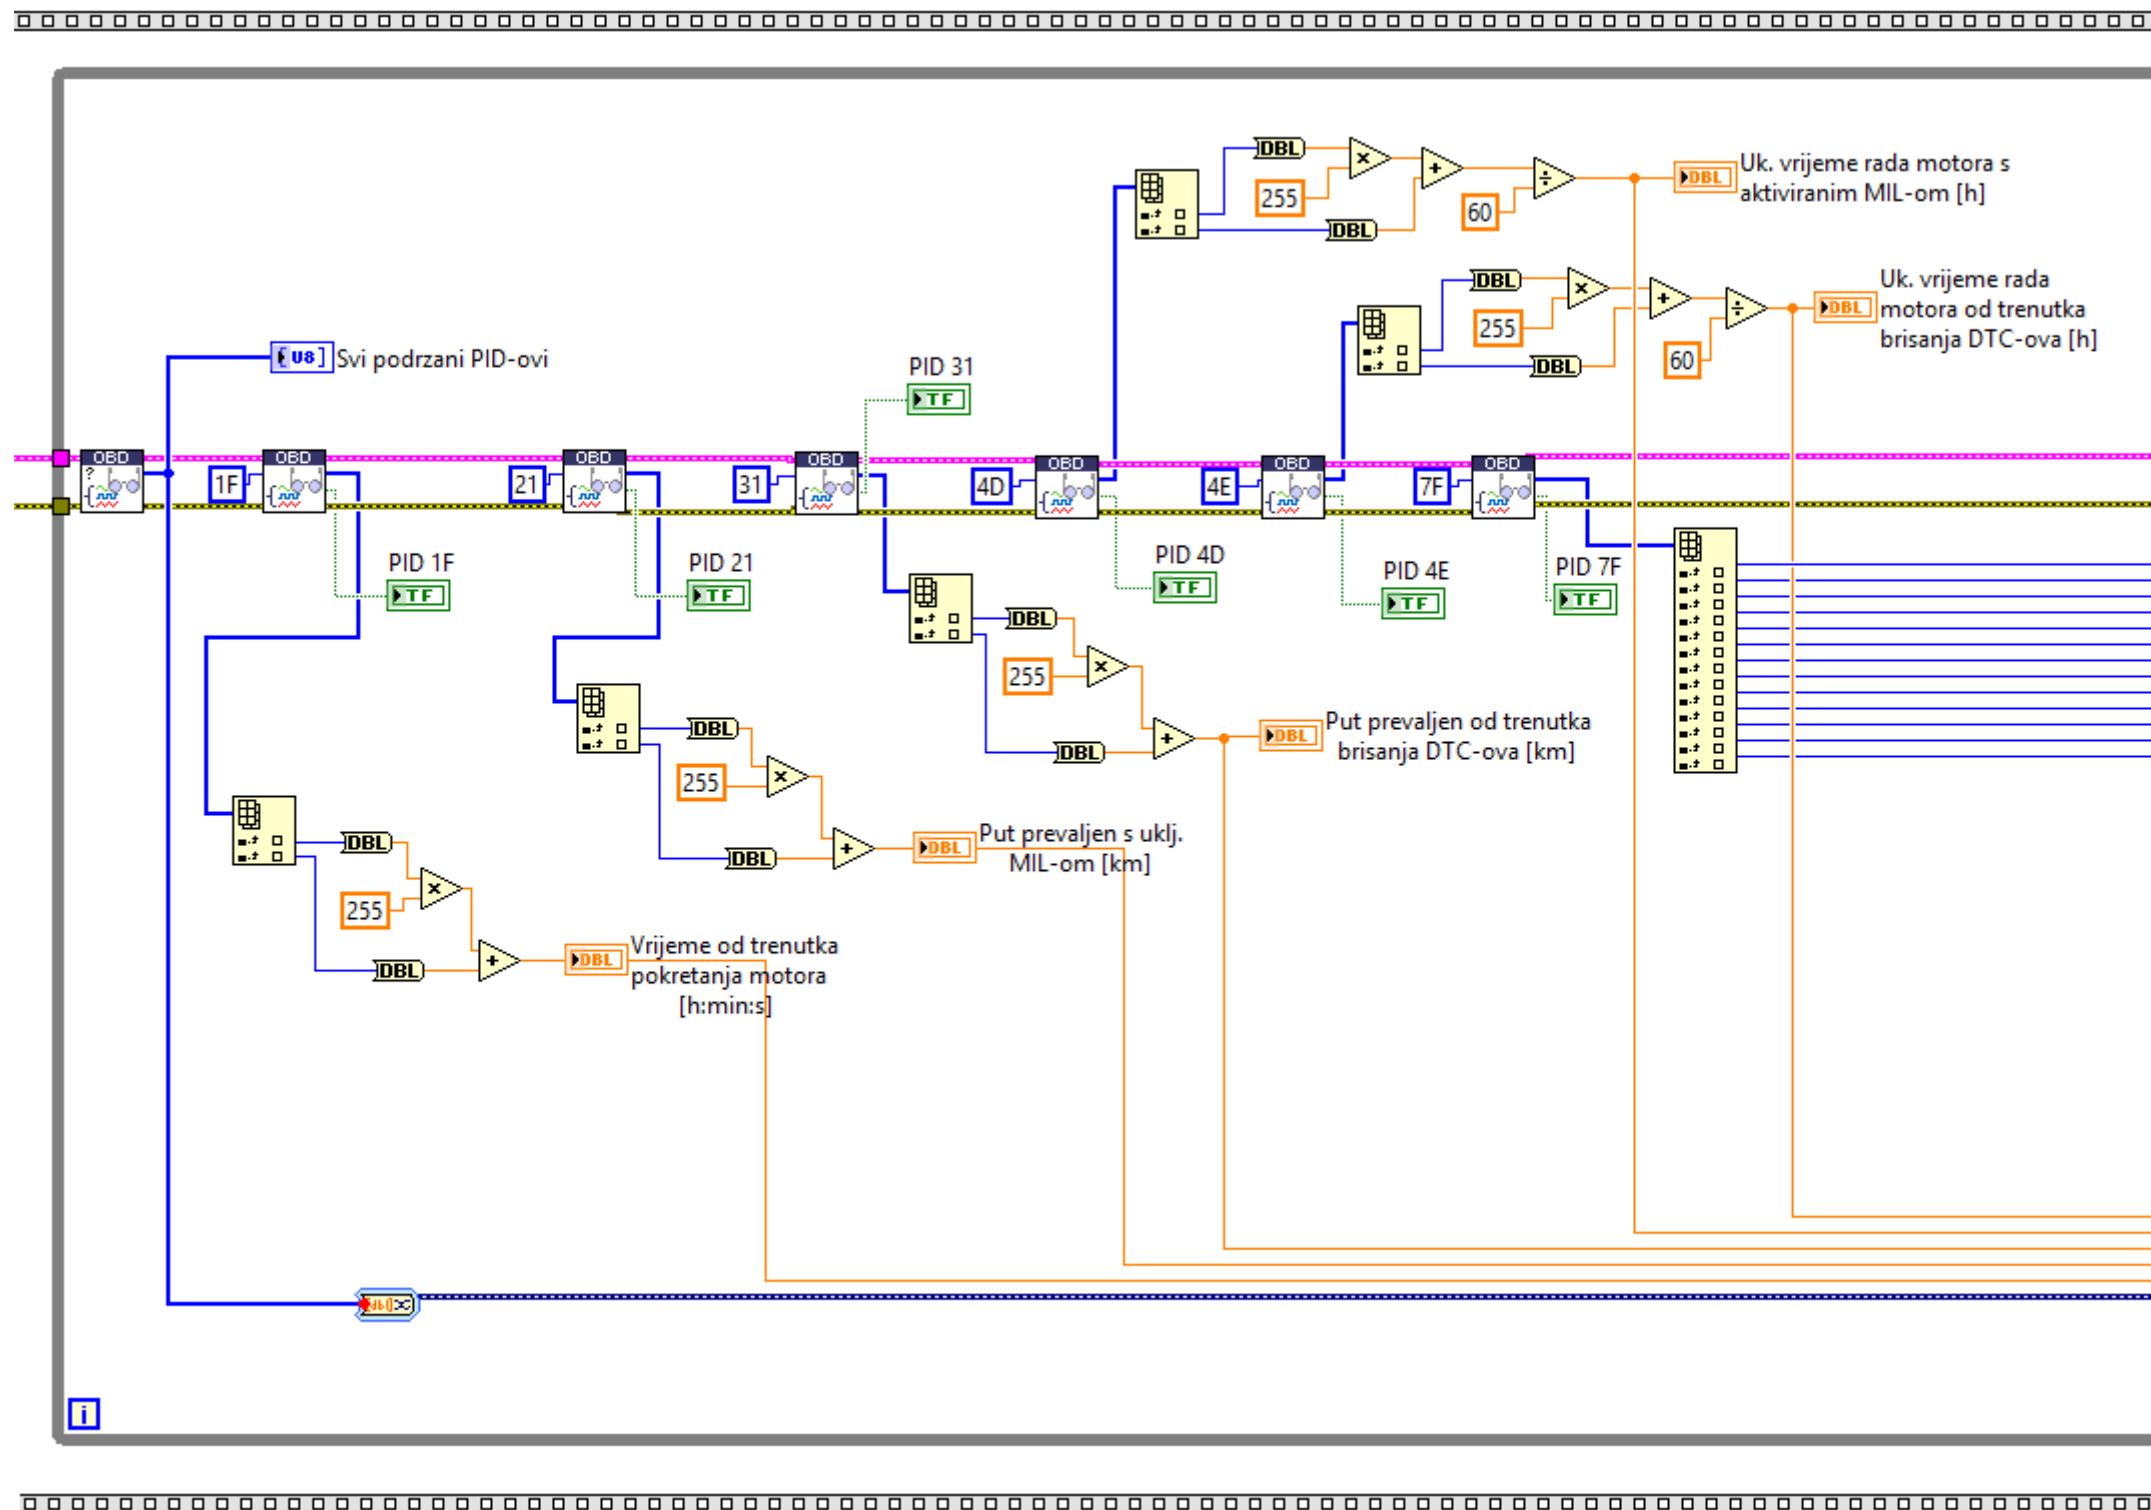 DBL
×
255
+
÷
60
DBL
DBL
Uk. vrijeme rada motora s
aktiviranim MIL-om [h]
DBL
×
255
+
÷
60
DBL
DBL
Uk. vrijeme rada
motora od trenutka
brisanja DTC-ova [h]
U8
Svi podrzani PID-ovi
PID 31
TF
OBD
?
1F
OBD
21
OBD
31
OBD
4D
OBD
4E
OBD
7F
OBD
PID 1F
TF
PID 21
TF
PID 4D
TF
PID 4E
TF
PID 7F
TF
DBL
255
×
DBL
+
DBL
Put prevaljen od trenutka
brisanja DTC-ova [km]
DBL
255
×
DBL
+
DBL
Put prevaljen s uklj.
MIL-om [km]
DBL
255
×
DBL
+
DBL
Vrijeme od trenutka
pokretanja motora
[h:min:s]
i